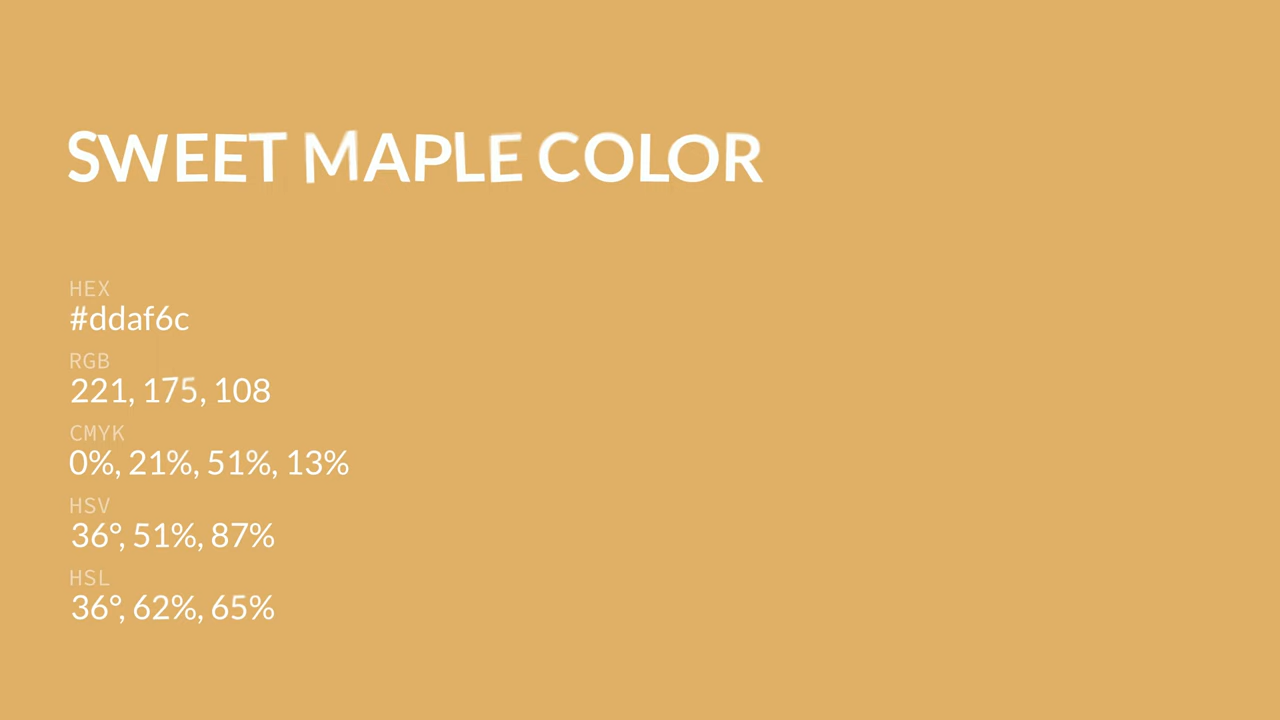 SWEET MAPLE COLOR
HEX
#ddaf6c
RGB
221, 175, 108
CMYK
0%, 21%, 51%, 13%
HSV
36°, 51%, 87%
HSL
36°, 62%, 65%